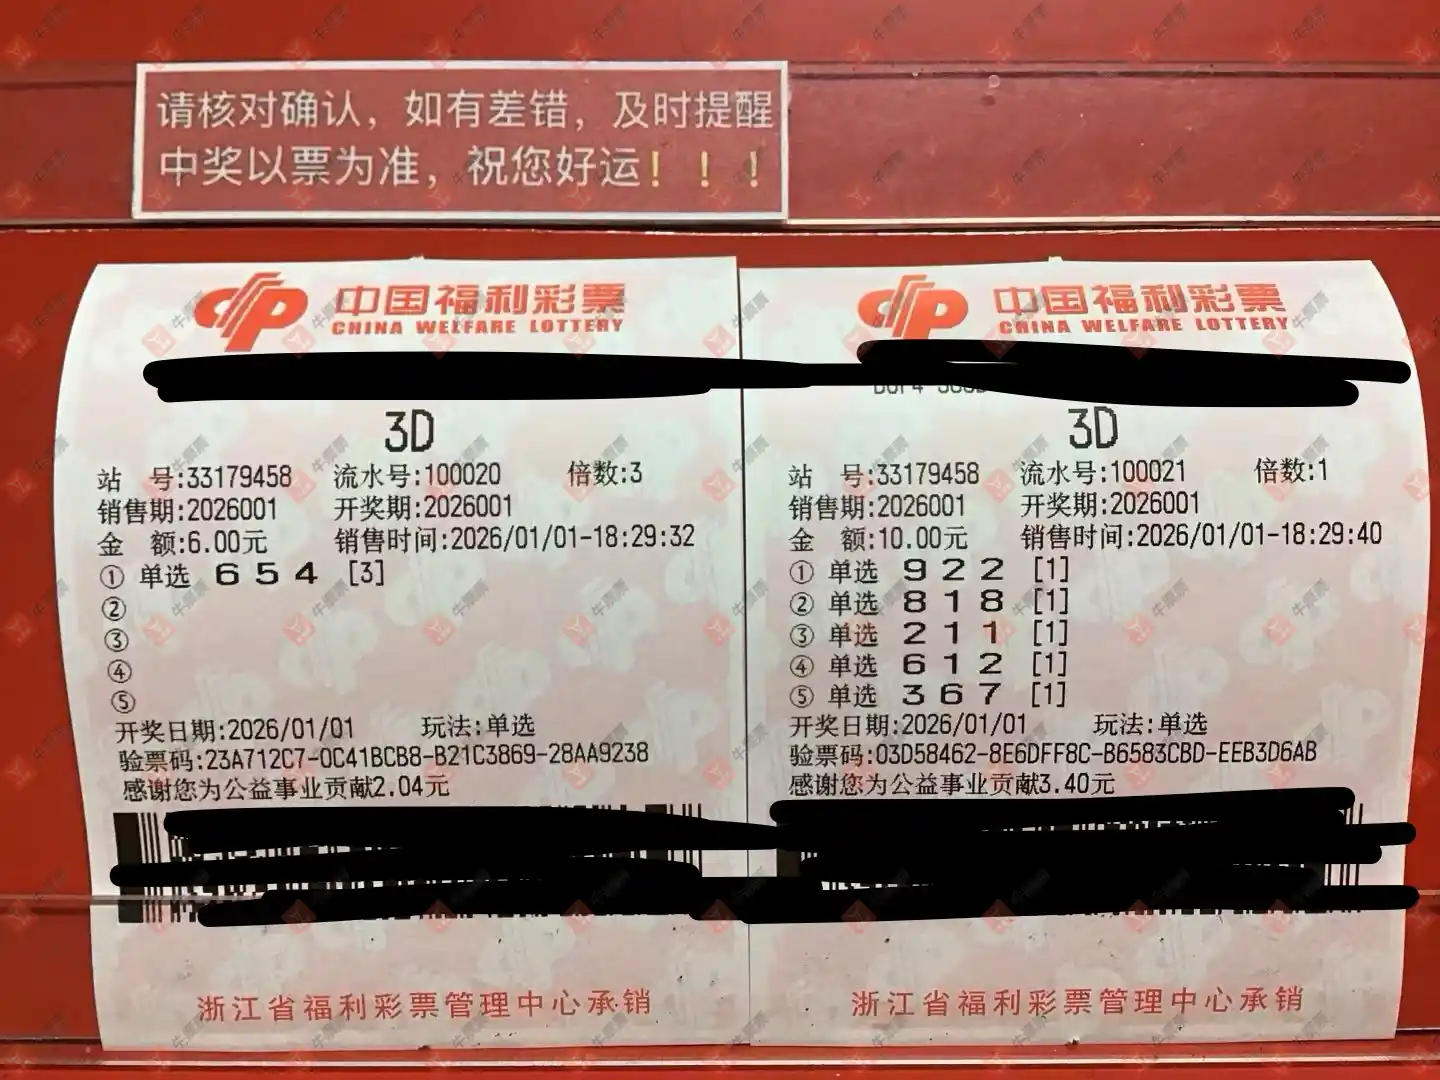 请核对确认，如有差错，及时提醒
中奖以票为准，祝您好运！！！
中国福利彩票
CHINA WELFARE LOTTERY
3D
站 号:33179458 流水号:100020 倍数:3
销售期:2026001 开奖期:2026001
金 额:6.00元 销售时间:2026/01/01-18:29:32
① 单选 6 5 4 [3]
②
③
④
⑤
开奖日期:2026/01/01 玩法:单选
验票码:23A712C7-0C41BCB8-B21C3869-28AA9238
感谢您为公益事业贡献2.04元
浙江省福利彩票管理中心承销
中国福利彩票
CHINA WELFARE LOTTERY
3D
站 号:33179458 流水号:100021 倍数:1
销售期:2026001 开奖期:2026001
金 额:10.00元 销售时间:2026/01/01-18:29:40
① 单选 9 2 2 [1]
② 单选 8 1 8 [1]
③ 单选 2 1 1 [1]
④ 单选 6 1 2 [1]
⑤ 单选 3 6 7 [1]
开奖日期:2026/01/01 玩法:单选
验票码:03D58462-8E6DFF8C-B6583CBD-EEB3D6AB
感谢您为公益事业贡献3.40元
浙江省福利彩票管理中心承销